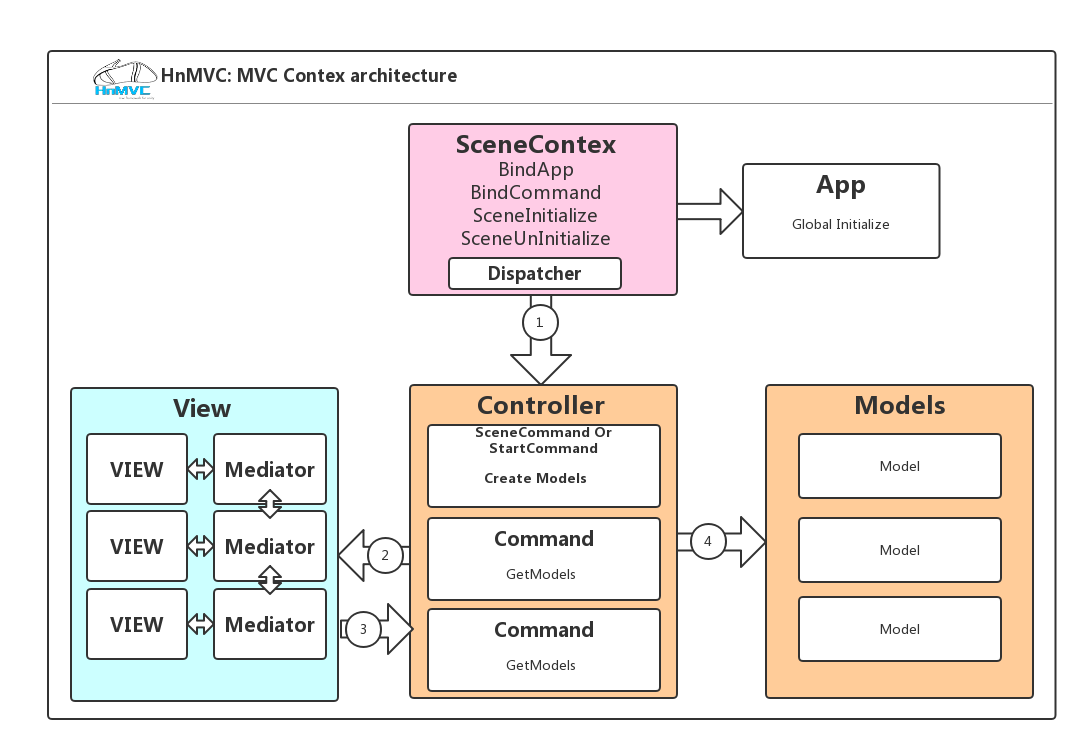 HnMVC: MVC Contex architecture
HnMVC
SceneContex
BindApp
BindCommand
SceneInitialize
SceneUnInitialize
Dispatcher
App
Global Initialize
1
View
VIEW
Mediator
VIEW
Mediator
VIEW
Mediator
2
3
Controller
SceneCommand Or
StartCommand
Create Models
Command
GetModels
Command
GetModels
4
Models
Model
Model
Model